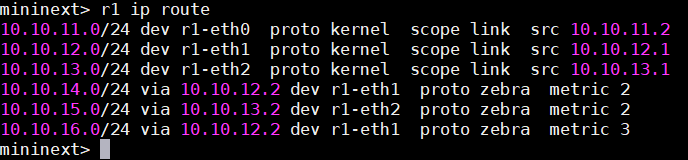 mininext> r1 ip route
10.10.11.0/24 dev r1-eth0  proto kernel  scope link  src 10.10.11.2
10.10.12.0/24 dev r1-eth1  proto kernel  scope link  src 10.10.12.1
10.10.13.0/24 dev r1-eth2  proto kernel  scope link  src 10.10.13.1
10.10.14.0/24 via 10.10.12.2 dev r1-eth1  proto zebra  metric 2
10.10.15.0/24 via 10.10.13.2 dev r1-eth2  proto zebra  metric 2
10.10.16.0/24 via 10.10.12.2 dev r1-eth1  proto zebra  metric 3
mininext>